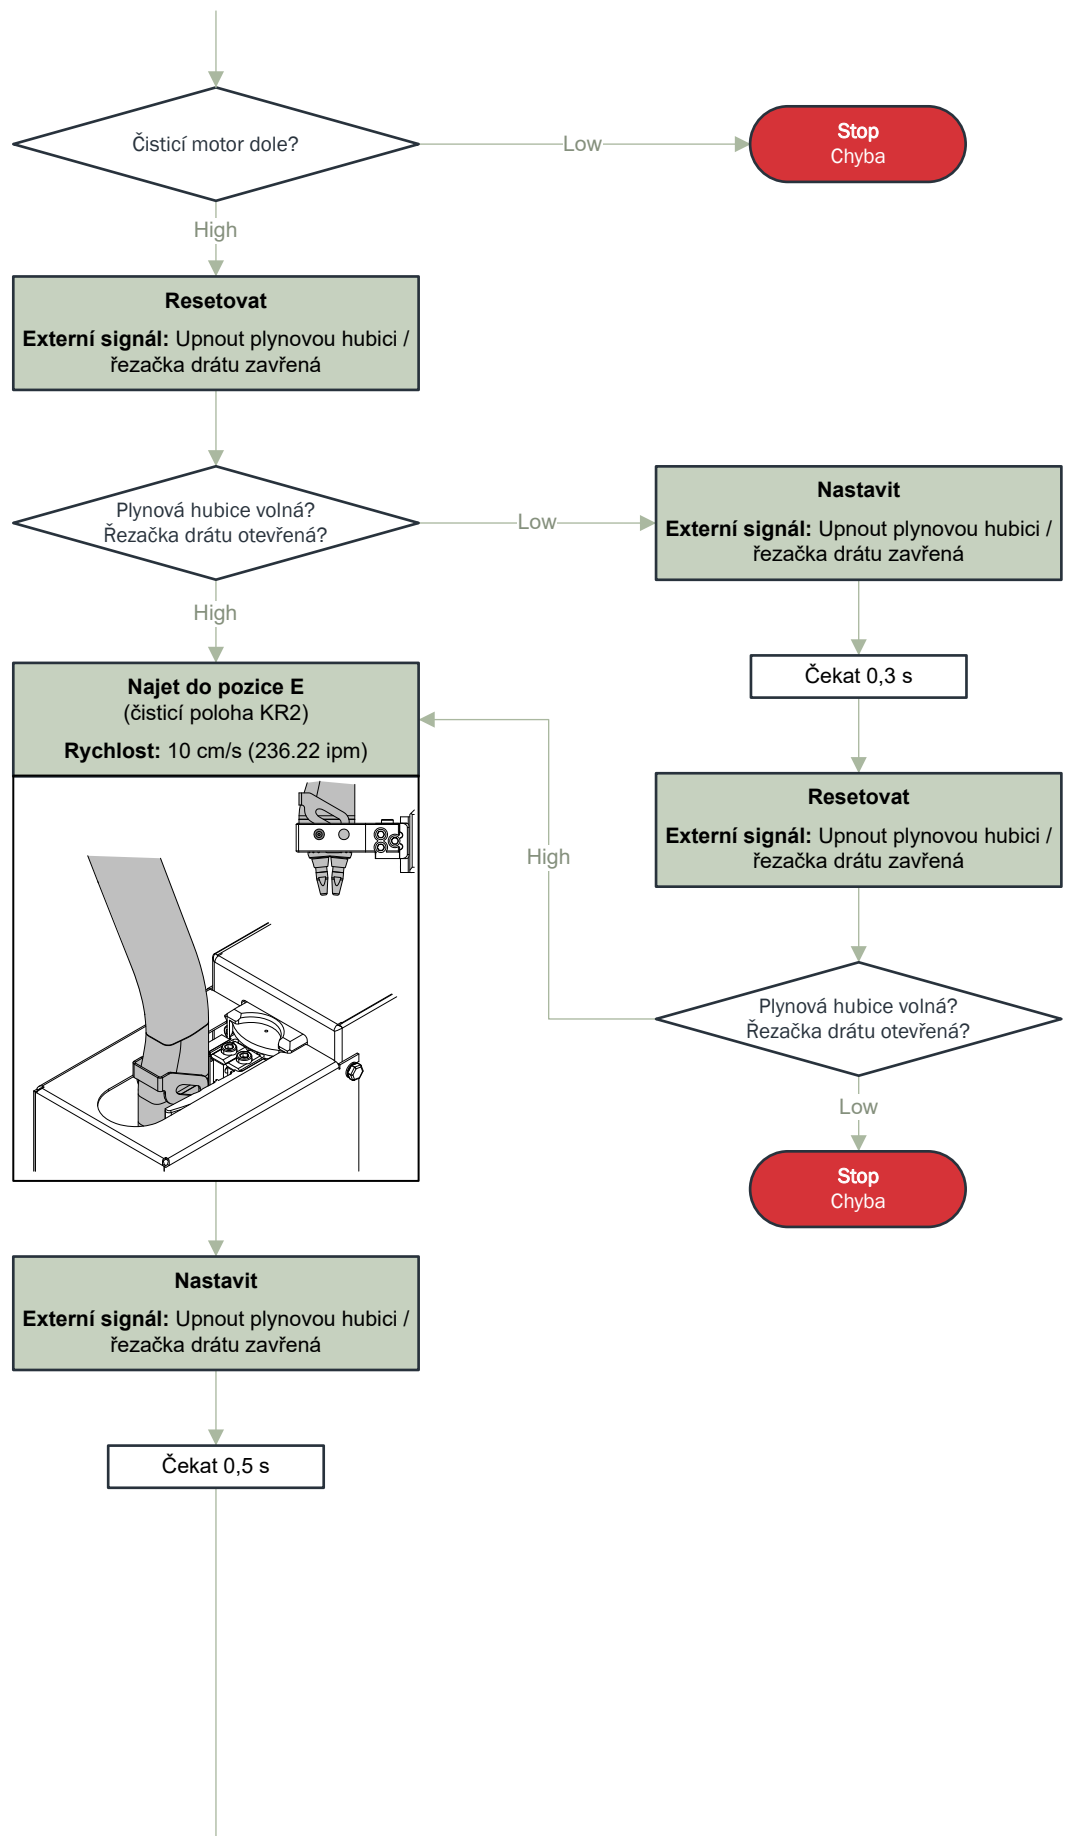 Čisticí motor dole?
Low
Stop
Chyba
High
Resetovat
Externí signál: Upnout plynovou hubici /
řezačka drátu zavřená
Plynová hubice volná?
Řezačka drátu otevřená?
Low
Nastavit
Externí signál: Upnout plynovou hubici /
řezačka drátu zavřená
High
Čekat 0,3 s
Najet do pozice E
(čisticí poloha KR2)
Rychlost: 10 cm/s (236.22 ipm)
Resetovat
Externí signál: Upnout plynovou hubici /
řezačka drátu zavřená
High
Plynová hubice volná?
Řezačka drátu otevřená?
Low
Stop
Chyba
Nastavit
Externí signál: Upnout plynovou hubici /
řezačka drátu zavřená
Čekat 0,5 s